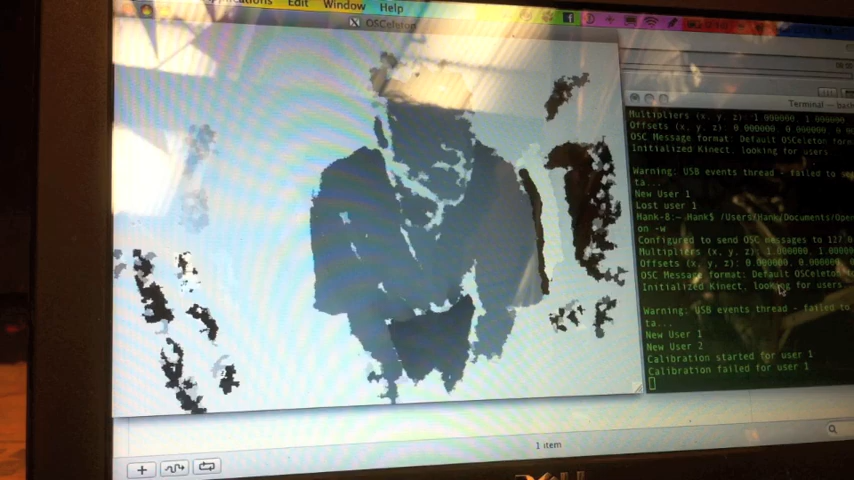 Edit Window Help
OSCeleton
Terminal — bash
Multipliers (x, y, z): 1.000000, 1.000000
Offsets (x, y, z): 0.000000, 0.000000, 0
OSC Message format: Default OSCeleton for
Initialized Kinect, looking for users
Warning: USB events thread - failed to se
ta...
New User 1
Lost user 1
Hank-B:~ Hank$ /Users/Hank/Documents/Open
on -w
Configured to send OSC messages to 127.0
Multipliers (x, y, z): 1.000000, 1.00000
Offsets (x, y, z): 0.000000, 0.000000, 0
OSC Message format: Default OSCeleton for
Initialized Kinect, looking for users
Warning: USB events thread - failed to
ta...
New User 1
New User 2
Calibration started for user 1
Calibration failed for user 1
1 item